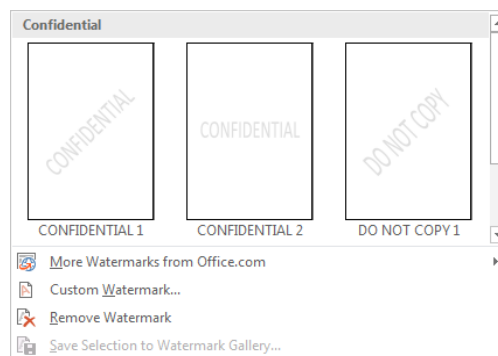 Confidential
CONFIDENTIAL
CONFIDENTIAL
DO NOT COPY
CONFIDENTIAL 1
CONFIDENTIAL 2
DO NOT COPY 1
More Watermarks from Office.com
Custom Watermark...
Remove Watermark
Save Selection to Watermark Gallery...